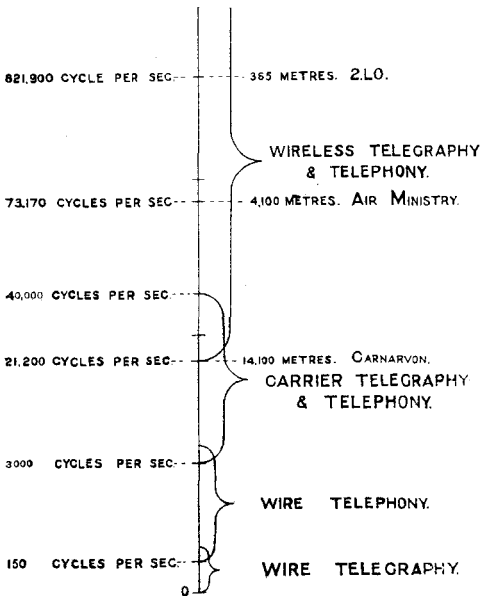 821,900 CYCLE PER SEC. 365 METRES. 2.LO.
WIRELESS TELEGRAPHY
& TELEPHONY.
73,170 CYCLES PER SEC. 4,100 METRES. AIR MINISTRY.
40,000 CYCLES PER SEC.
21,200 CYCLES PER SEC. 14,100 METRES. CARNARVON.
CARRIER TELEGRAPHY
& TELEPHONY.
3000 CYCLES PER SEC.
WIRE TELEPHONY.
150 CYCLES PER SEC.
WIRE TELEGRAPHY.
0